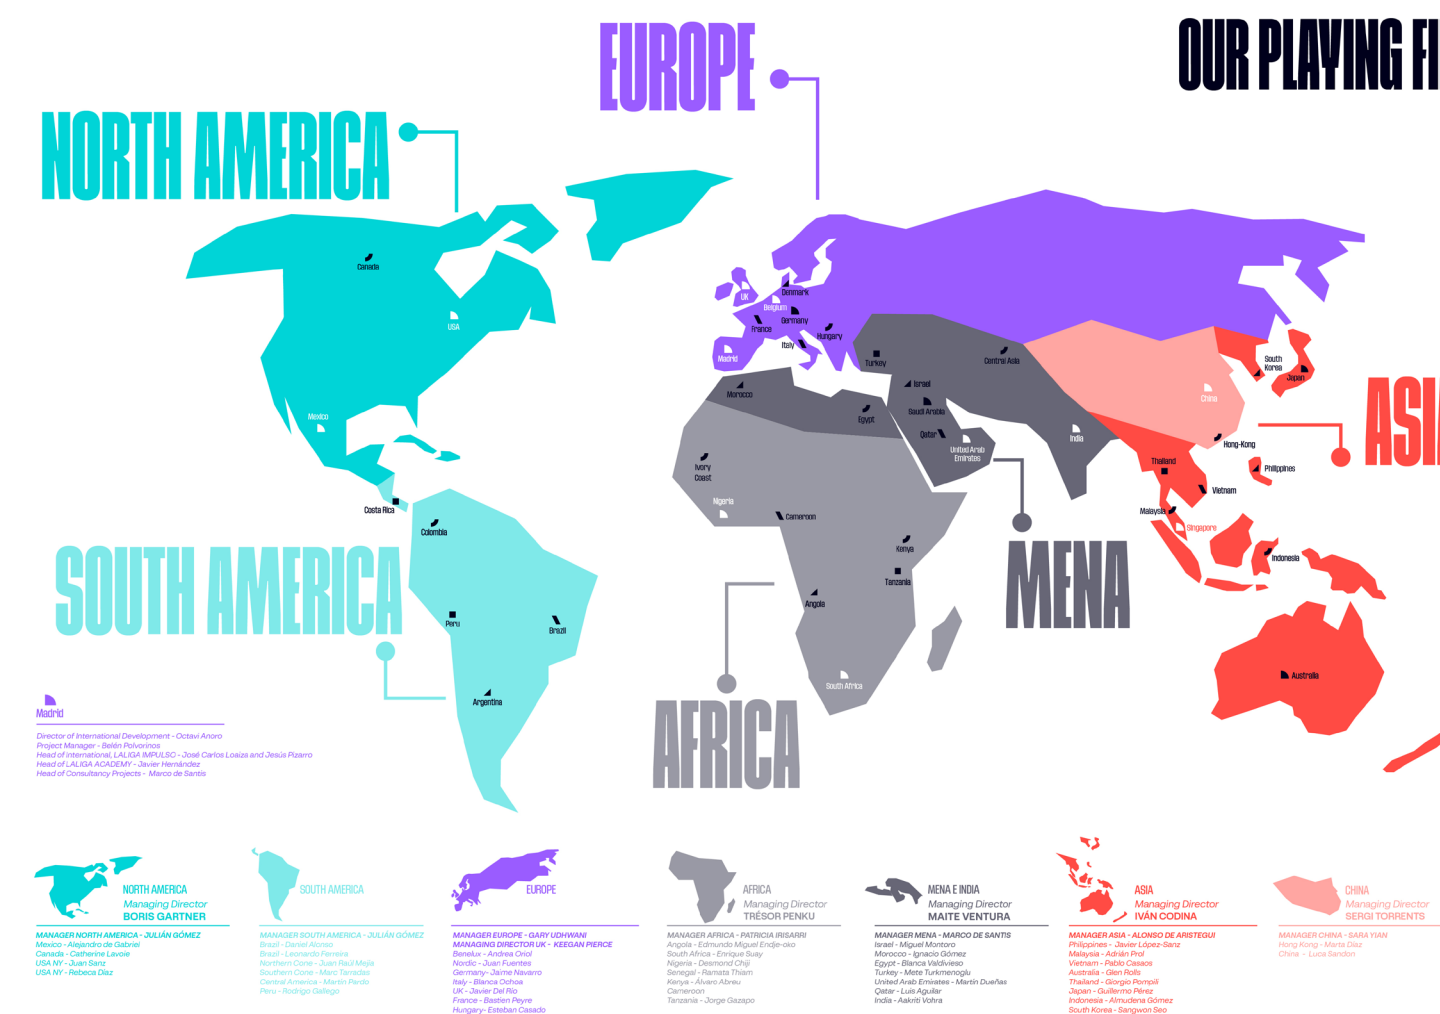 EUROPE
OUR PLAYING FI
NORTH AMERICA
Canada
USA
Mexico
UK
Denmark
Belgium
Germany
France
Hungary
Italy
Madrid
Turkey
Central Asia
South
Korea
Japan
Morocco
Israel
Egypt
Saudi Arabia
Qatar
United Arab
Emirates
India
China
ASIA
Hong-Kong
Ivory
Coast
Nigeria
Cameroon
Kenya
Tanzania
Angola
South Africa
Thailand
Philippines
Vietnam
Malaysia
Singapore
Indonesia
Australia
Costa Rica
Colombia
SOUTH AMERICA
Peru
Brazil
Argentina
MENA
AFRICA
Madrid
Director of International Development - Octavi Anoro
Project Manager - Belén Polvorinos
Head of international, LALIGA IMPULSO - José Carlos Loaiza and Jesús Pizarro
Head of LALIGA ACADEMY - Javier Hernández
Head of Consultancy Projects - Marco de Santis
NORTH AMERICA
Managing Director
BORIS GARTNER
MANAGER NORTH AMERICA - JULIÁN GÓMEZ
Mexico - Alejandro de Gabriel
Canada - Catherine Lavoie
USA NY - Juan Sanz
USA NY - Rebeca Díaz
SOUTH AMERICA
MANAGER SOUTH AMERICA - JULIÁN GÓMEZ
Brazil - Daniel Alonso
Brazil - Leonardo Ferreira
Northern Cone - Juan Raúl Mejía
Southern Cone - Marc Tarradas
Central America - Martín Pardo
Peru - Rodrigo Gallego
EUROPE
MANAGER EUROPE - GARY UDHWANI
MANAGING DIRECTOR UK - KEEGAN PIERCE
Benelux - Andrea Oriol
Nordic - Juan Fuentes
Germany- Jaime Navarro
Italy - Blanca Ochoa
UK - Javier Del Río
France - Bastien Peyre
Hungary- Esteban Casado
AFRICA
Managing Director
TRÉSOR PENKU
MANAGER AFRICA - PATRICIA IRISARRI
Angola - Edmundo Miguel Endje-oko
South Africa - Enrique Suay
Nigeria - Desmond Chiji
Senegal - Ramata Thiam
Kenya - Álvaro Abreu
Cameroon
Tanzania - Jorge Gazapo
MENA E INDIA
Managing Director
MAITE VENTURA
MANAGER MENA - MARCO DE SANTIS
Israel - Miguel Montoro
Morocco - Ignacio Gómez
Egypt - Blanca Valdivieso
Turkey - Mete Turkmenoglu
United Arab Emirates - Martín Dueñas
Qatar - Luis Aguilar
India - Aakriti Vohra
ASIA
Managing Director
IVÁN CODINA
MANAGER ASIA - ALONSO DE ARISTEGUI
Philippines - Javier López-Sanz
Malaysia - Adrián Prol
Vietnam - Pablo Casaos
Australia - Glen Rolls
Thailand - Giorgio Pompili
Japan - Guillermo Pérez
Indonesia - Almudena Gómez
South Korea - Sangwon Seo
CHINA
Managing Director
SERGI TORRENTS
MANAGER CHINA - SARA YIAN
Hong Kong - Marta Díaz
China - Luca Sandon